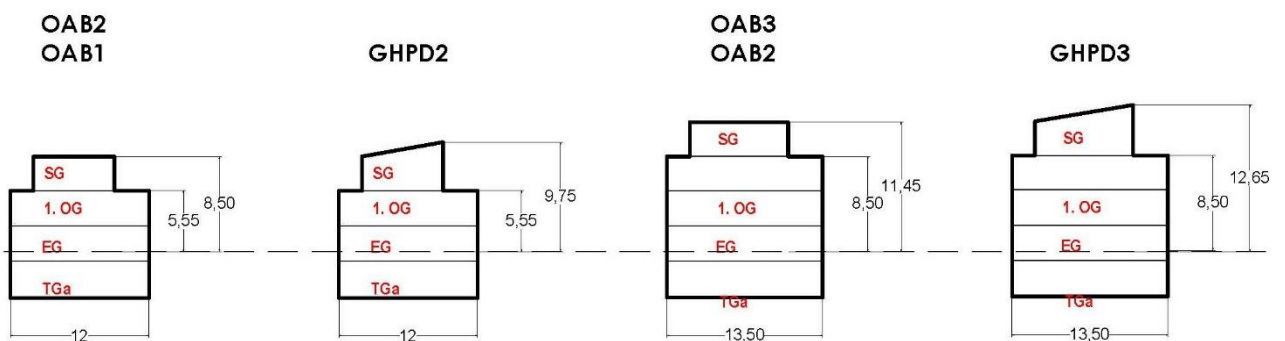 OAB2
OAB1
GHPD2
OAB3
OAB2
GHPD3
SG
1. OG
EG
TGa
5,55
8,50
12
SG
1. OG
EG
TGa
5,55
9,75
12
SG
1. OG
EG
TGa
8,50
11,45
13,50
SG
1. OG
EG
TGa
8,50
12,65
13,50